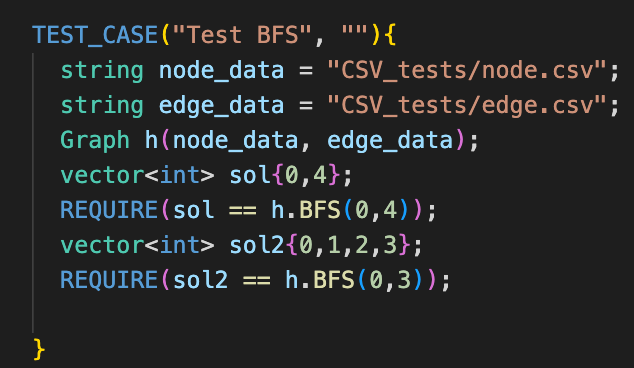 TEST_CASE("Test BFS", ""){
string node_data = "CSV_tests/node.csv";
string edge_data = "CSV_tests/edge.csv";
Graph h(node_data, edge_data);
vector<int> sol{0,4};
REQUIRE(sol == h.BFS(0,4));
vector<int> sol2{0,1,2,3};
REQUIRE(sol2 == h.BFS(0,3));
}